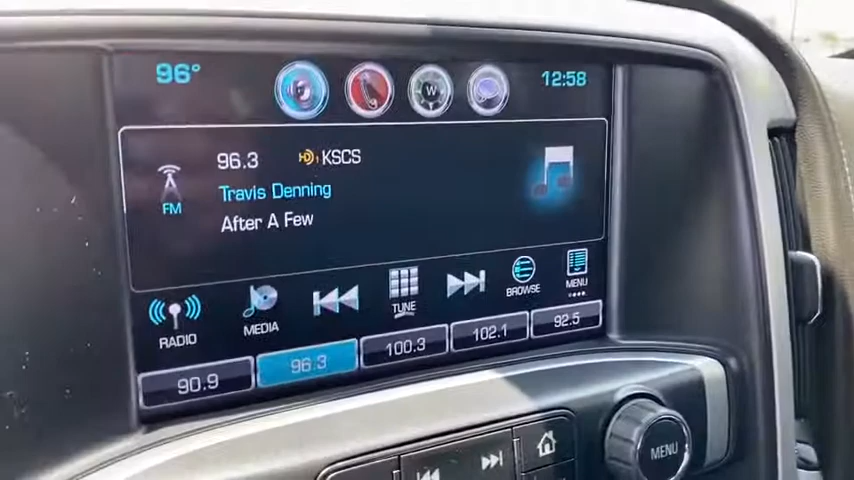 96°
W
12:58
96.3 HD KSCS
FM
Travis Denning
After A Few
RADIO
MEDIA
TUNE
BROWSE
MENU
90.9
96.3
100.3
102.1
92.5
MENU